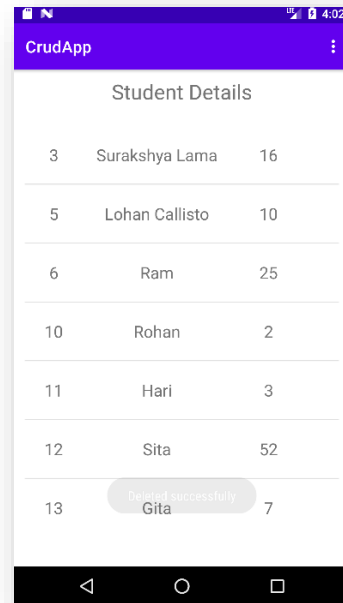 LTE 4:02
CrudApp
Student Details
3 Surakshya Lama 16
5 Lohan Callisto 10
6 Ram 25
10 Rohan 2
11 Hari 3
12 Sita 52
Deleted successfully
13 Gita 7